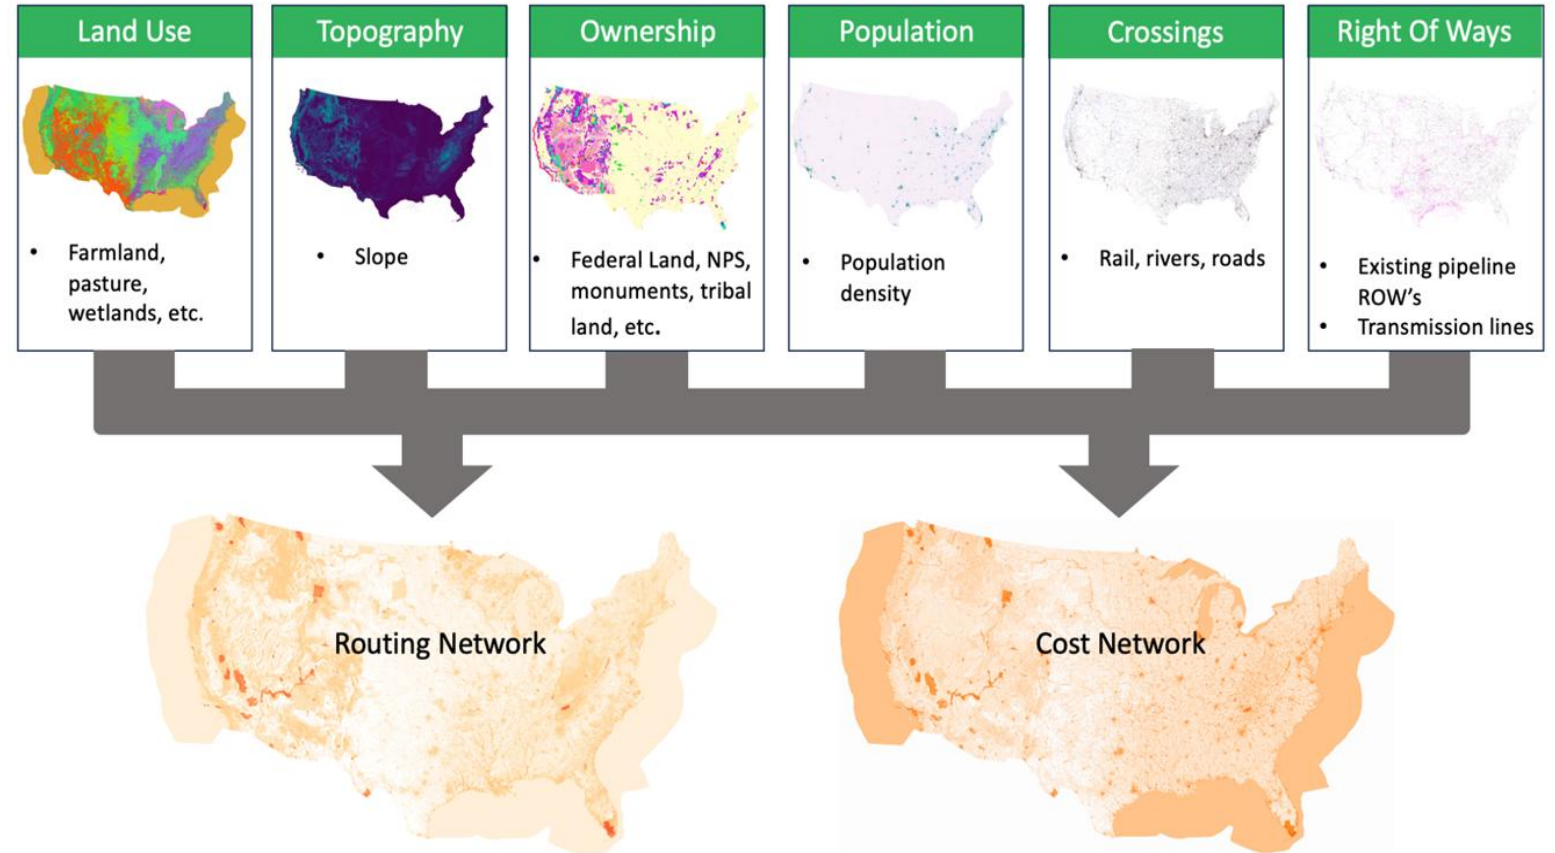 Land Use
Topography
Ownership
Population
Crossings
Right Of Ways
• Farmland,
pasture,
wetlands, etc.
• Slope
• Federal Land, NPS,
monuments, tribal
land, etc.
• Population
density
• Rail, rivers, roads
• Existing pipeline
ROW's
• Transmission lines
Routing Network
Cost Network